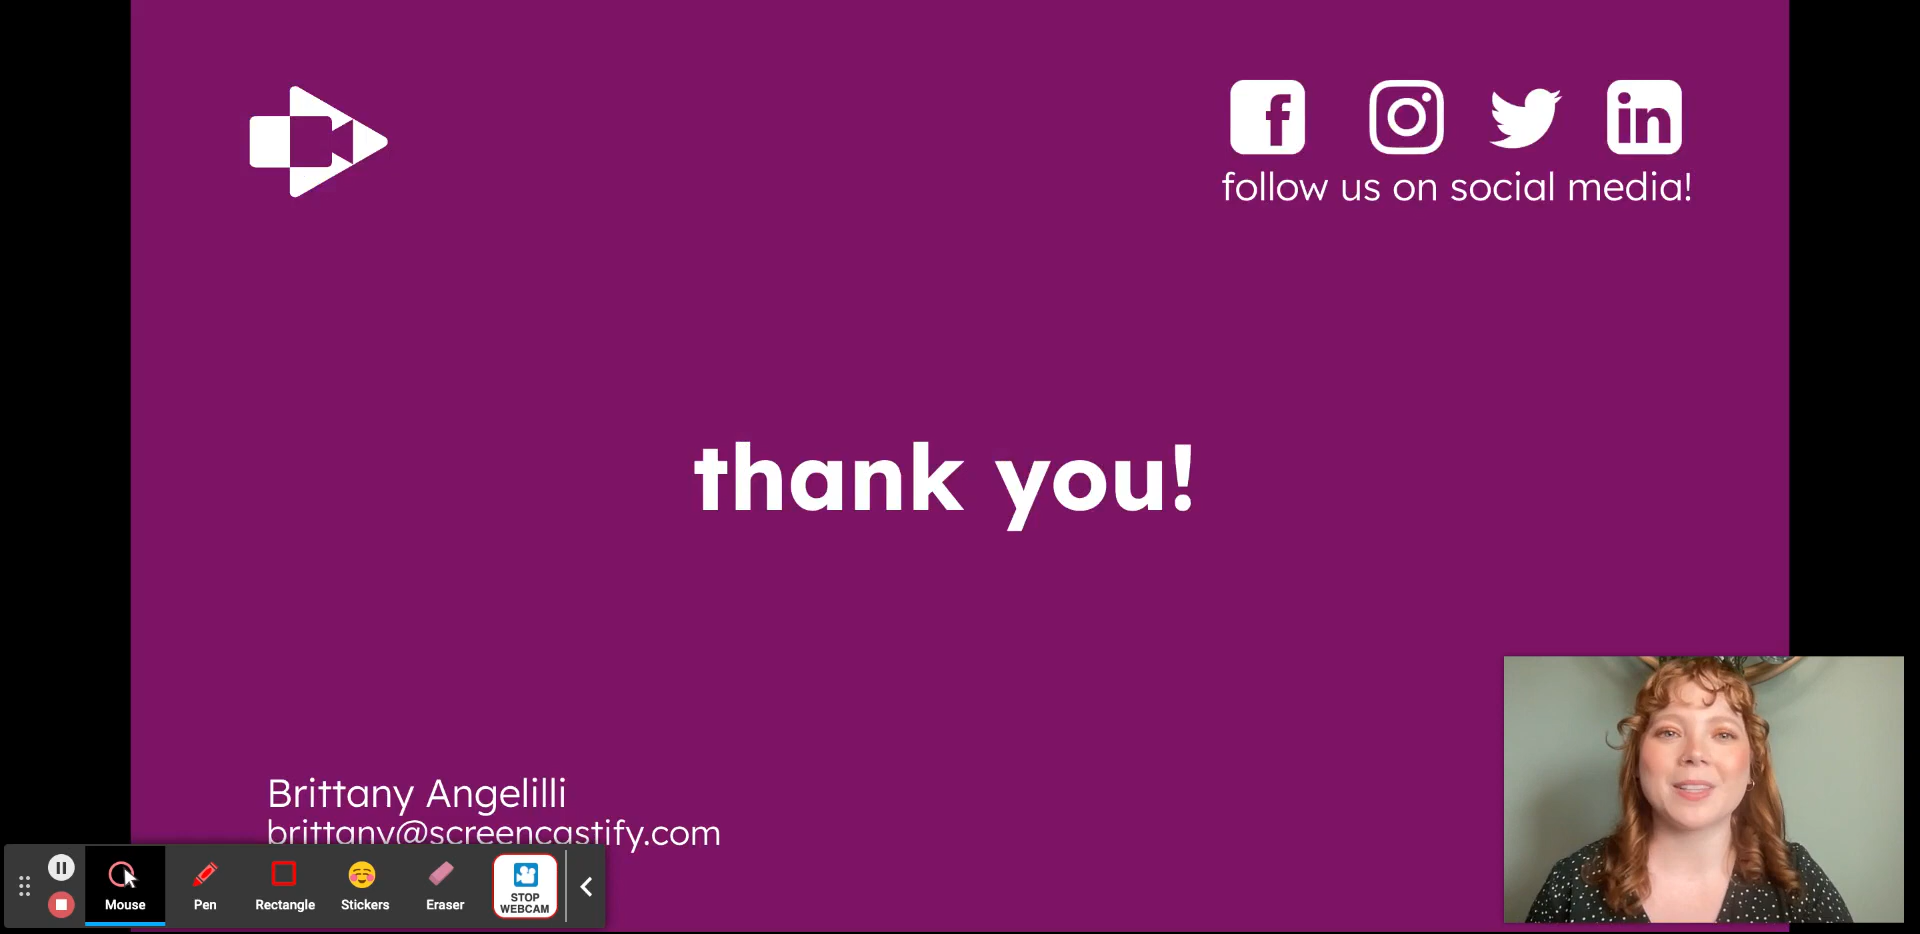 follow us on social media!
thank you!
Brittany Angelilli
brittany@screencastify.com
Mouse
Pen
Rectangle
Stickers
Eraser
STOP
WEBCAM